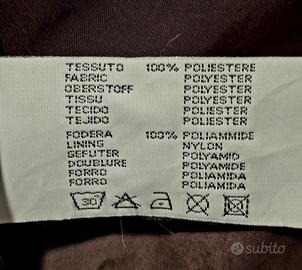 TESSUTO 100% POLIESTERE
FABRIC POLYESTER
OBERSTOFF POLYESTER
TISSU POLYESTER
TECIDO POLIESTER
TEJIDO POLIESTER
FODERA 100% POLIAMMIDE
LINING NYLON
GEFUTER POLYAMID
DOUBLURE POLYAMIDE
FORRO POLIAMIDA
FORRO POLIAMIDA
30
subito